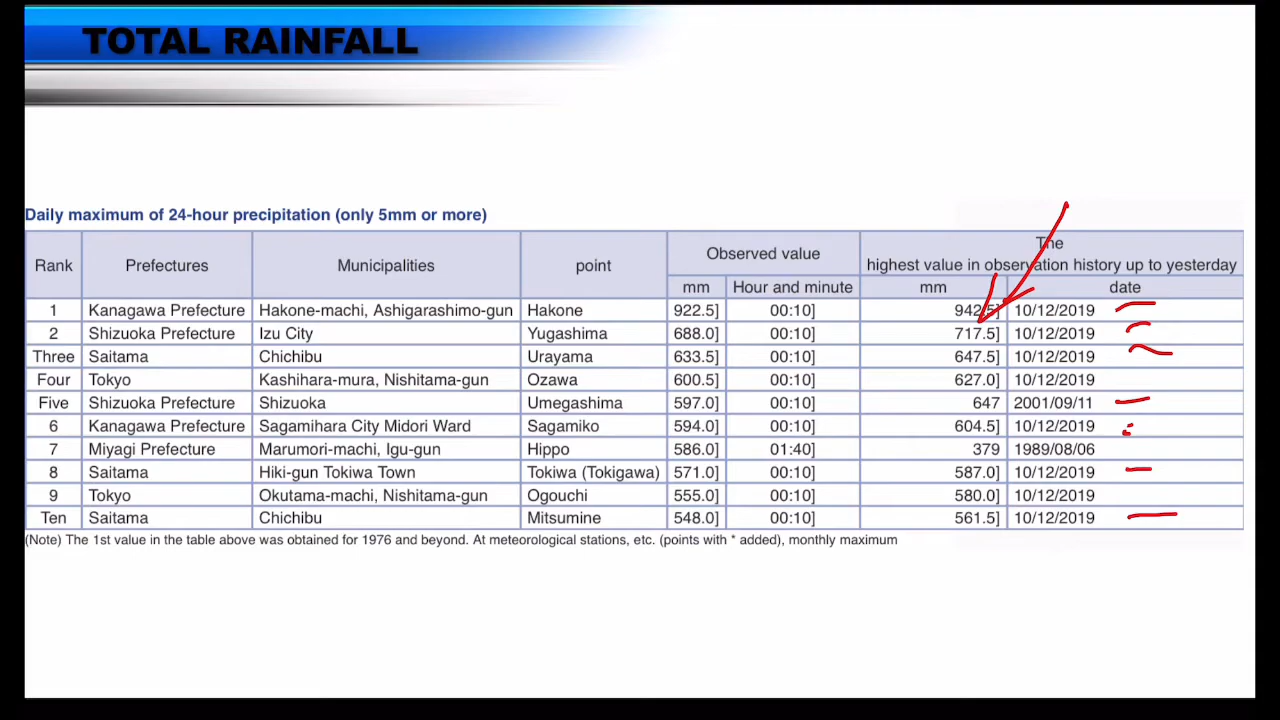 TOTAL RAINFALL
Daily maximum of 24-hour precipitation (only 5mm or more)
Rank Prefectures Municipalities point Observed value The highest value in observation history up to yesterday
mm Hour and minute mm date
1 Kanagawa Prefecture Hakone-machi, Ashigarashimo-gun Hakone 922.5] 00:10] 942.5] 10/12/2019
2 Shizuoka Prefecture Izu City Yugashima 688.0] 00:10] 717.5] 10/12/2019
Three Saitama Chichibu Urayama 633.5] 00:10] 647.5] 10/12/2019
Four Tokyo Kashihara-mura, Nishitama-gun Ozawa 600.5] 00:10] 627.0] 10/12/2019
Five Shizuoka Prefecture Shizuoka Umegashima 597.0] 00:10] 647 2001/09/11
6 Kanagawa Prefecture Sagamihara City Midori Ward Sagamiko 594.0] 00:10] 604.5] 10/12/2019
7 Miyagi Prefecture Marumori-machi, Igu-gun Hippo 586.0] 01:40] 379 1989/08/06
8 Saitama Hiki-gun Tokiwa Town Tokiwa (Tokigawa) 571.0] 00:10] 587.0] 10/12/2019
9 Tokyo Okutama-machi, Nishitama-gun Ogouchi 555.0] 00:10] 580.0] 10/12/2019
Ten Saitama Chichibu Mitsumine 548.0] 00:10] 561.5] 10/12/2019
(Note) The 1st value in the table above was obtained for 1976 and beyond. At meteorological stations, etc. (points with * added), monthly maximum